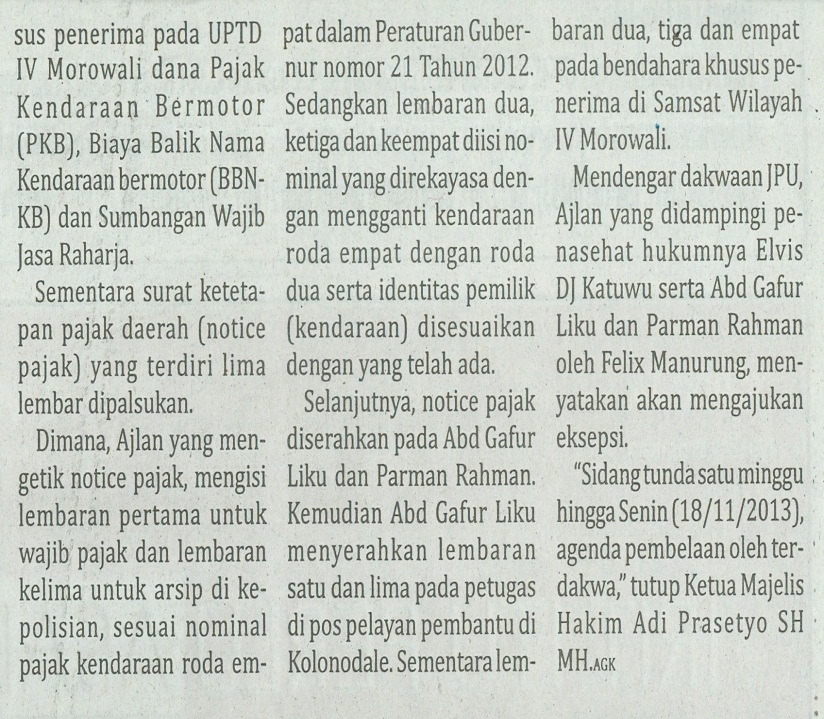 sus penerima pada UPTD
IV Morowali dana Pajak
Kendaraan Bermotor
(PKB), Biaya Balik Nama
Kendaraan bermotor (BBN-
KB) dan Sumbangan Wajib
Jasa Raharja.
Sementara surat keteta-
pan pajak daerah (notice
pajak) yang terdiri lima
lembar dipalsukan.
Dimana, Ajlan yang men-
getik notice pajak, mengisi
lembaran pertama untuk
wajib pajak dan lembaran
kelima untuk arsip di ke-
polisian, sesuai nominal
pajak kendaraan roda em-
pat dalam Peraturan Guber-
nur nomor 21 Tahun 2012.
Sedangkan lembaran dua,
ketiga dan keempat diisi no-
minal yang direkayasa den-
gan mengganti kendaraan
roda empat dengan roda
dua serta identitas pemilik
(kendaraan) disesuaikan
dengan yang telah ada.
Selanjutnya, notice pajak
diserahkan pada Abd Gafur
Liku dan Parman Rahman.
Kemudian Abd Gafur Liku
menyerahkan lembaran
satu dan lima pada petugas
di pos pelayan pembantu di
Kolonodale. Sementara lem-
baran dua, tiga dan empat
pada bendahara khusus pe-
nerima di Samsat Wilayah
IV Morowali.
Mendengar dakwaan JPU,
Ajlan yang didampingi pe-
nasehat hukumnya Elvis
DJ Katuwu serta Abd Gafur
Liku dan Parman Rahman
oleh Felix Manurung, men-
yatakan akan mengajukan
eksepsi.
“Sidang tunda satu minggu
hingga Senin (18/11/2013),
agenda pembelaan oleh ter-
dakwa,” tutup Ketua Majelis
Hakim Adi Prasetyo SH
MH.AGK